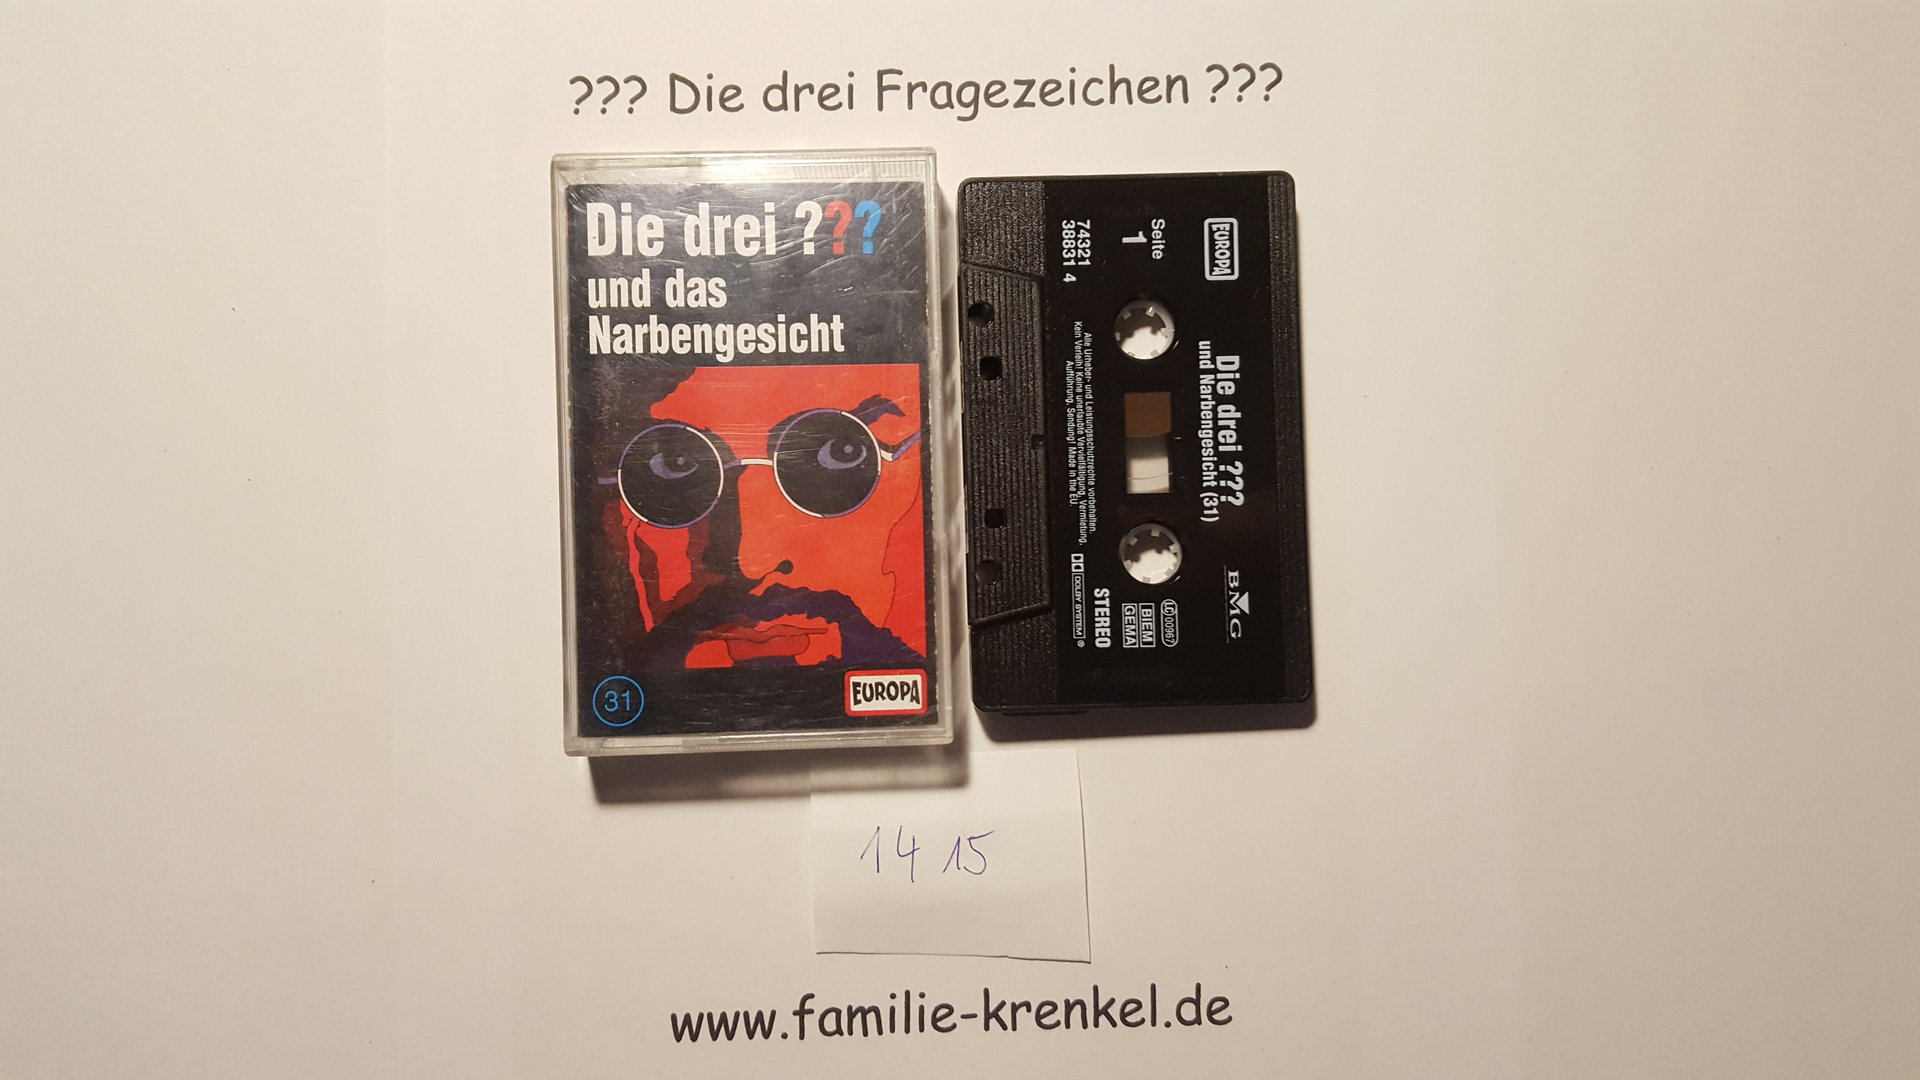 ??? Die drei Fragezeichen ???
Die drei ???
und das
Narbengesicht
31
EUROPA
EUROPA
Die drei ???
und Narbengesicht (31)
BMG
Seite
1
74321
38831 4
Alle Urheber- und Leistungsschutzrechte vorbehalten.
Kein Verleih! Keine unerlaubte Vervielfältigung, Vermietung,
Aufführung, Sendung! Made in the EU.
LC 00967
BIEM
GEMA
STEREO
DOLBY SYSTEM ®
14 15
www.familie-krenkel.de